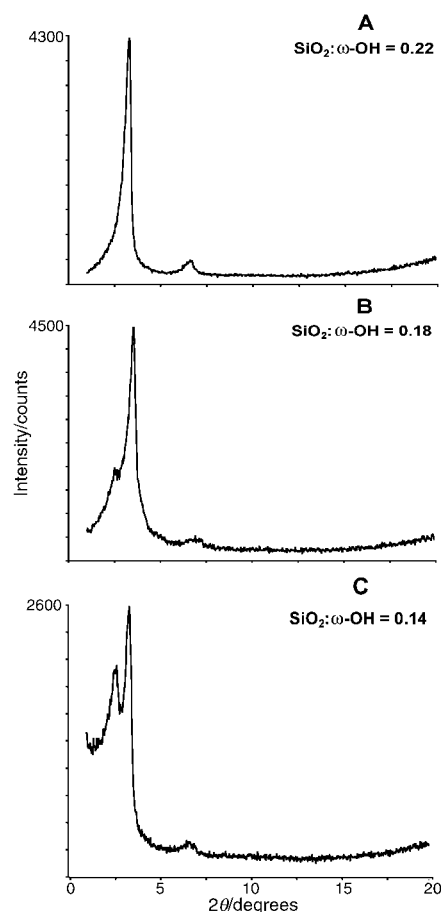 A
SiO₂:ω-OH = 0.22
4300
B
SiO₂:ω-OH = 0.18
4500
Intensity/counts
C
SiO₂:ω-OH = 0.14
2600
0 5 10 15 20
2θ/degrees